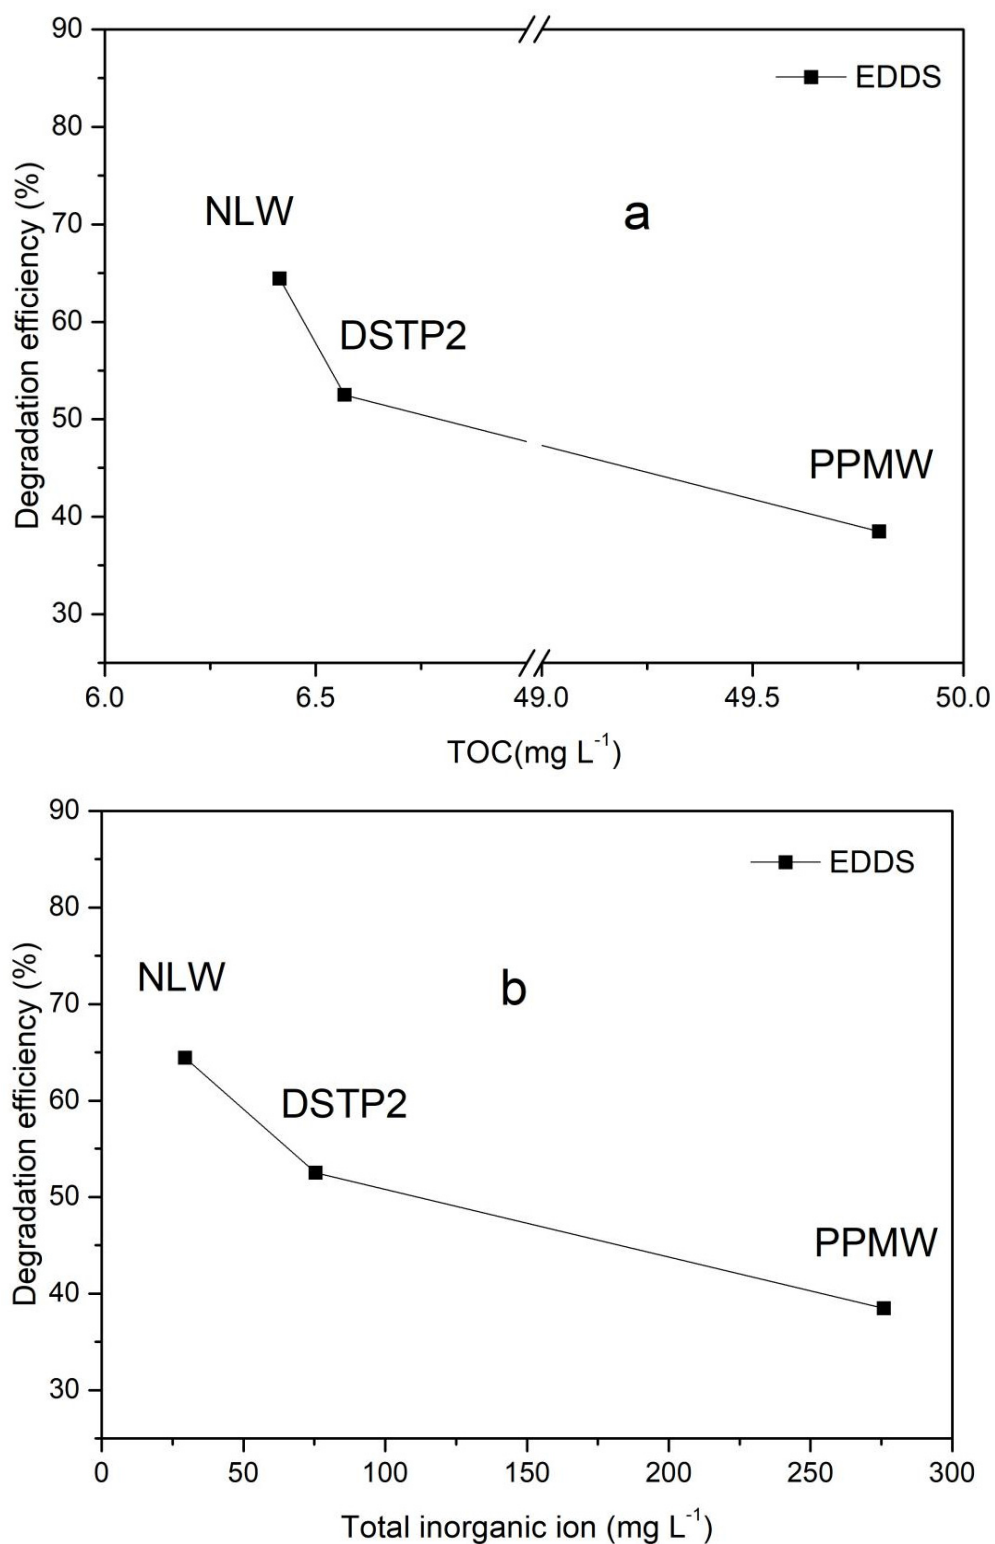 90
EDDS
80
70
NLW
a
60
DSTP2
50
PPMW
40
30
Degradation efficiency (%)
6.0 6.5 49.0 49.5 50.0
TOC(mg L⁻¹)
90
EDDS
80
NLW
b
70
60
DSTP2
50
PPMW
40
30
Degradation efficiency (%)
0 50 100 150 200 250 300
Total inorganic ion (mg L⁻¹)